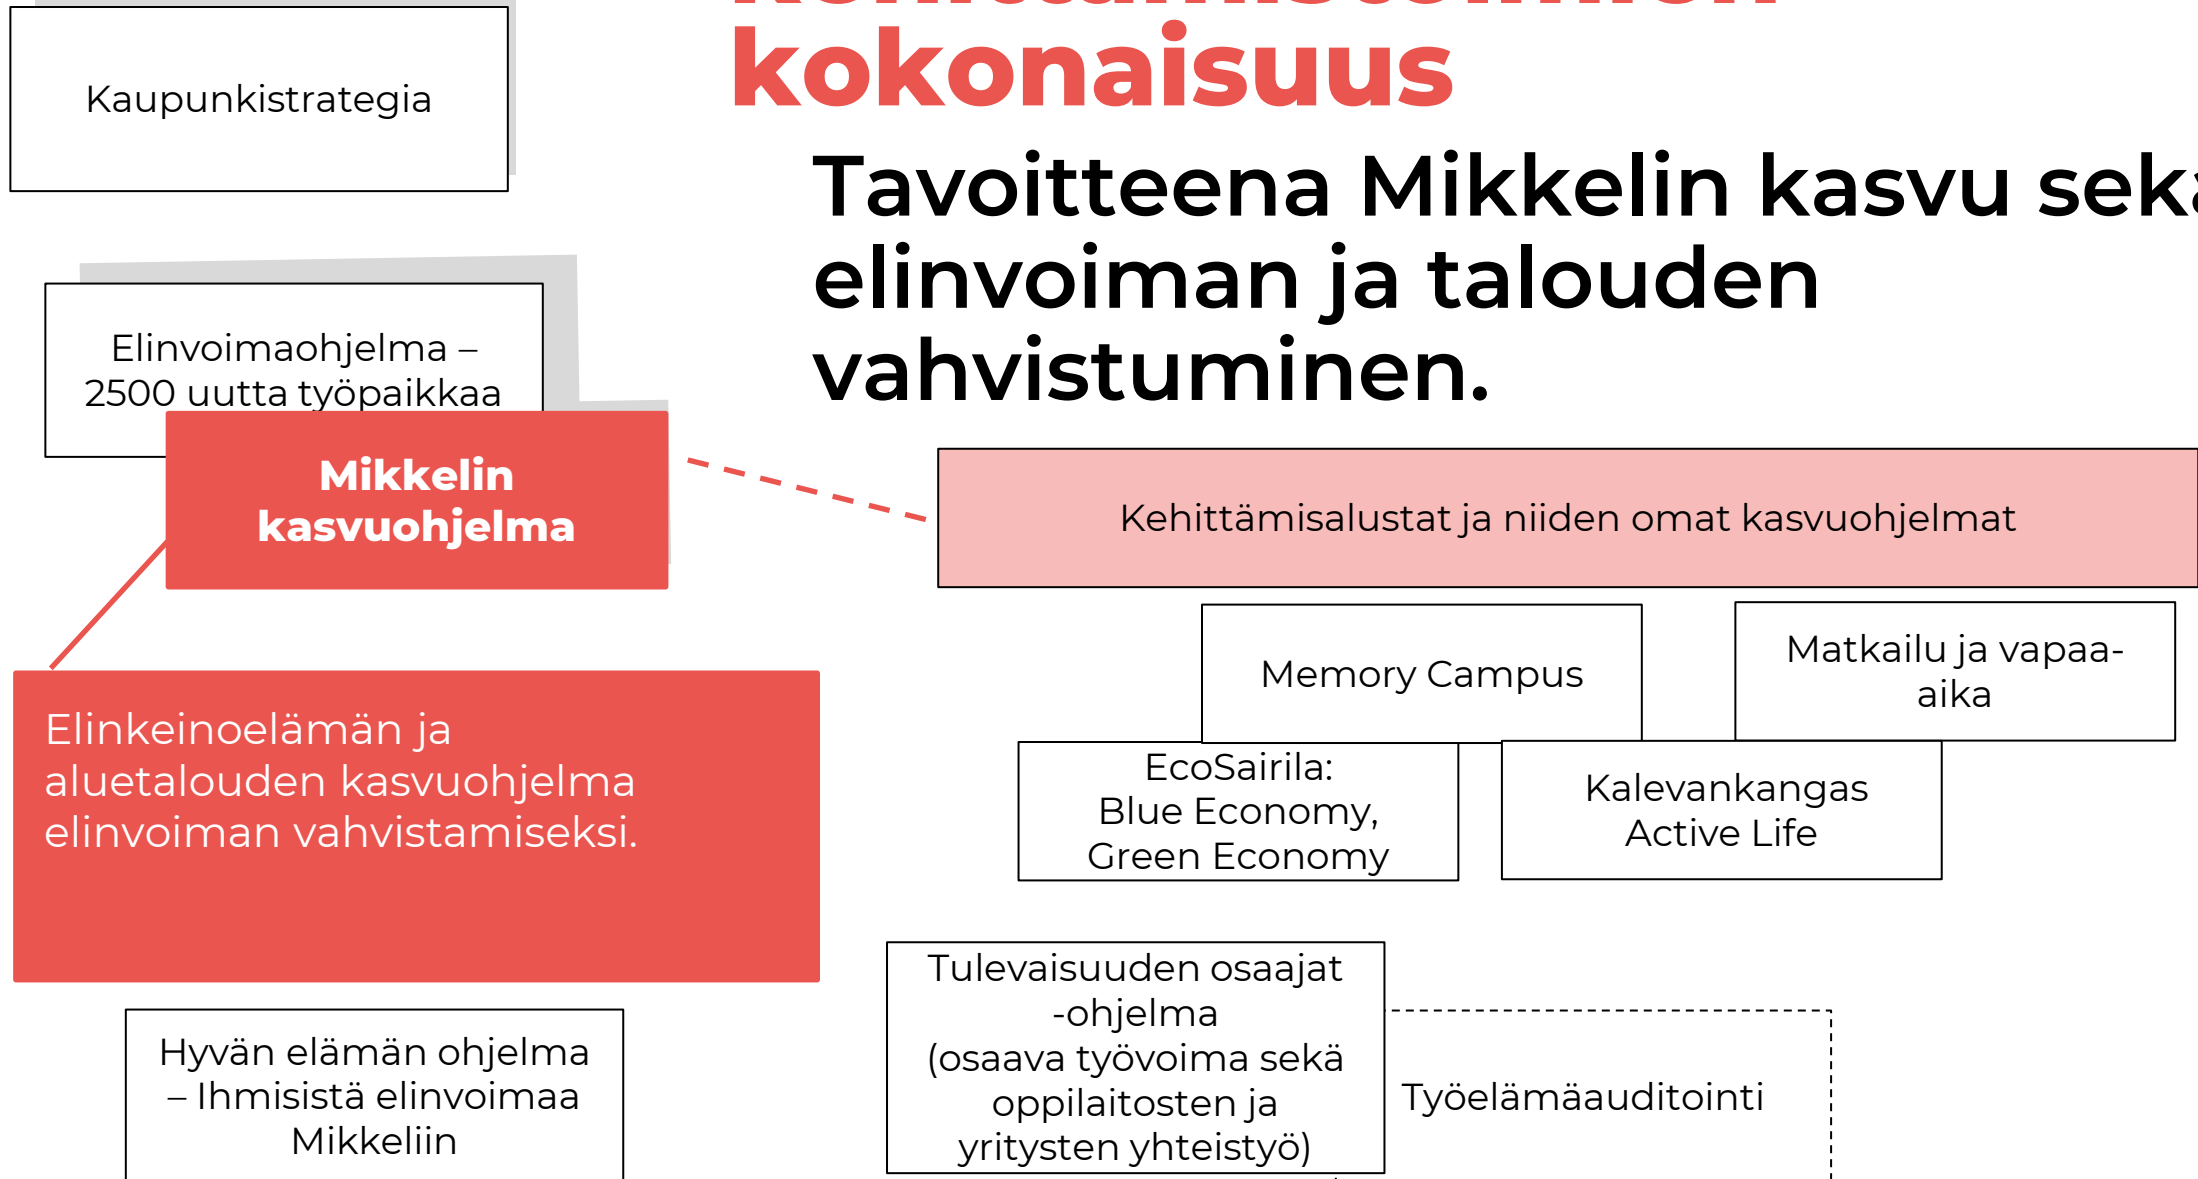 kokonaisuus
Tavoitteena Mikkelin kasvu sekä
elinvoiman ja talouden
vahvistuminen.
Kaupunkistrategia
Elinvoimaohjelma –
2500 uutta työpaikkaa
Mikkelin
kasvuohjelma
Elinkeinoelämän ja
aluetalouden kasvuohjelma
elinvoiman vahvistamiseksi.
Hyvän elämän ohjelma
– Ihmisistä elinvoimaa
Mikkeliin
Kehittämisalustat ja niiden omat kasvuohjelmat
Memory Campus
Matkailu ja vapaa-
aika
EcoSairila:
Blue Economy,
Green Economy
Kalevankangas
Active Life
Tulevaisuuden osaajat
-ohjelma
(osaava työvoima sekä
oppilaitosten ja
yritysten yhteistyö)
Työelämäauditointi